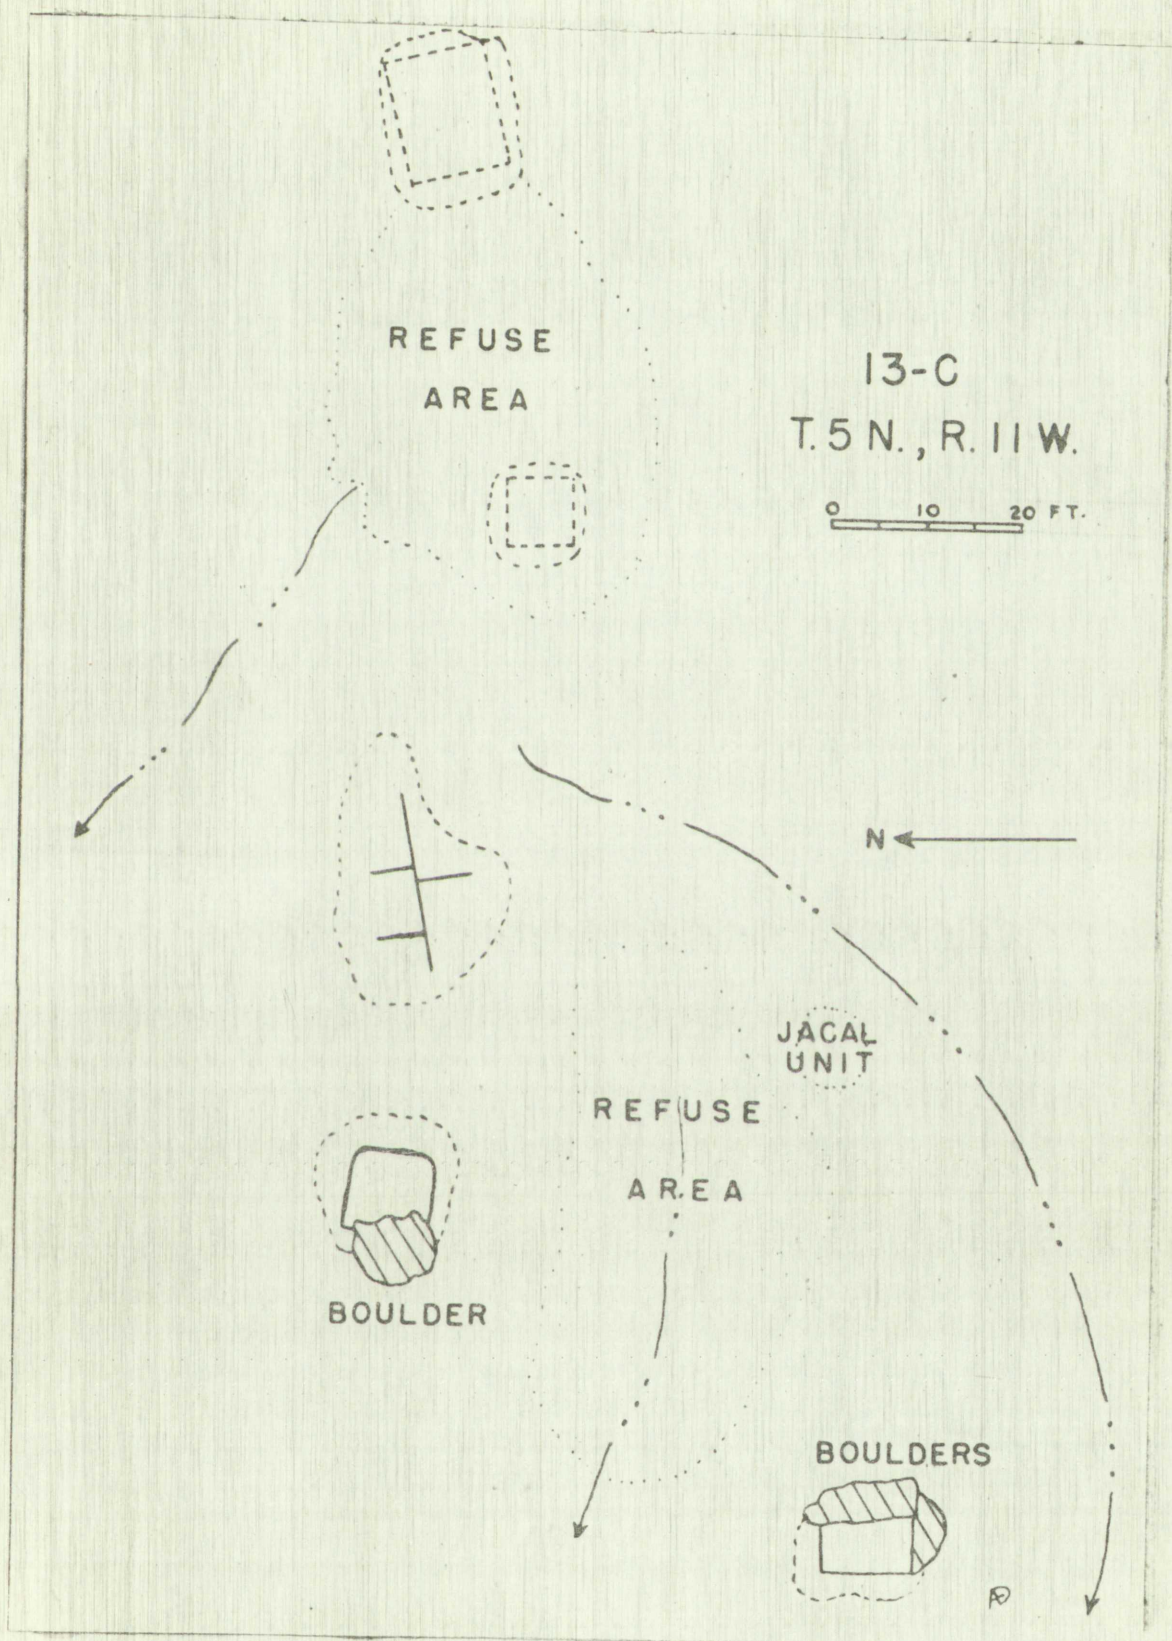 REFUSE
AREA
13-C
T. 5 N., R. 11 W.
0 10 20 FT.
N
JACAL
UNIT
REFUSE
AREA
BOULDER
BOULDERS